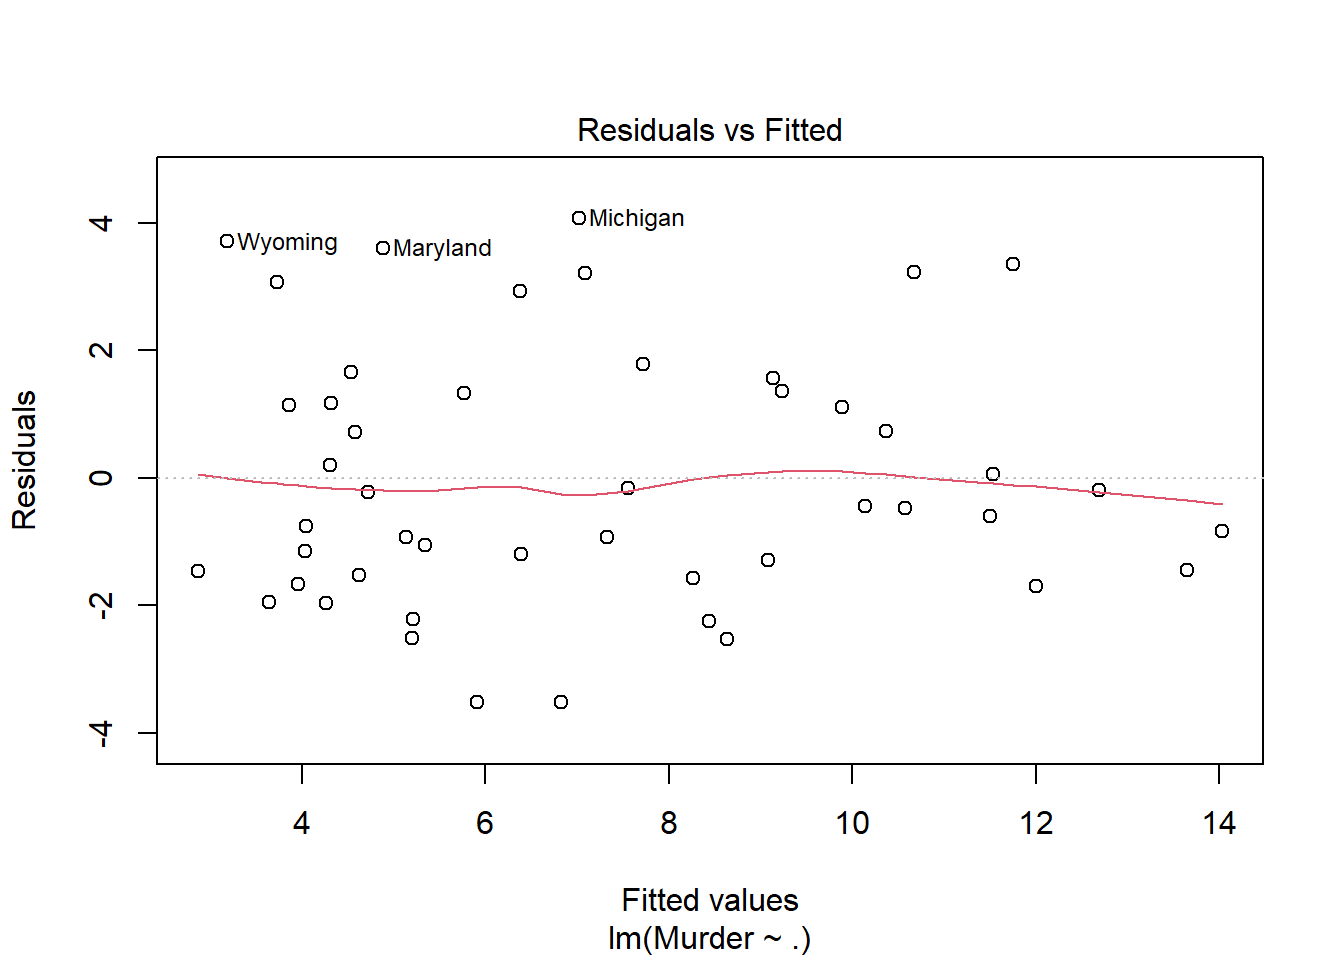 Residuals vs Fitted
Michigan
Wyoming
Maryland
4
2
0
-2
-4
Residuals
4 6 8 10 12 14
Fitted values
lm(Murder ~ .)